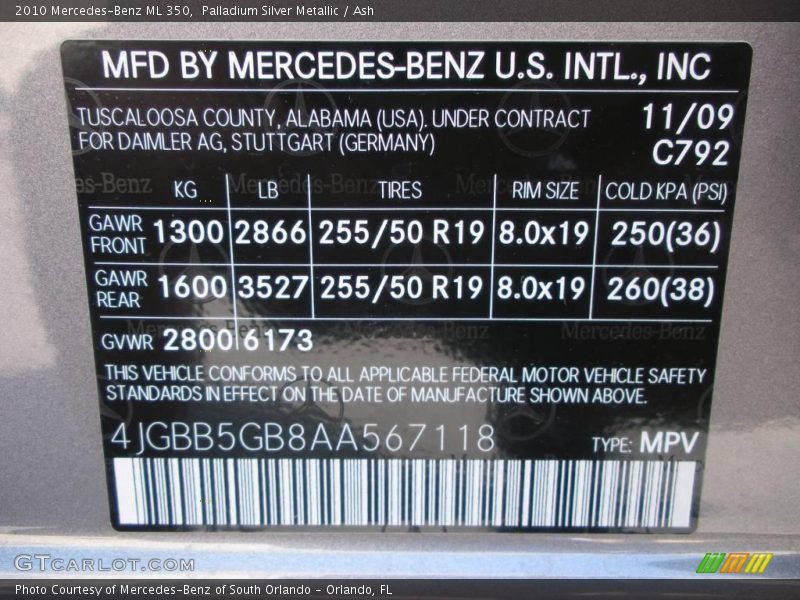 2010 Mercedes-Benz ML 350,  Palladium Silver Metallic / Ash
MFD BY MERCEDES-BENZ U.S. INTL., INC
TUSCALOOSA COUNTY, ALABAMA (USA). UNDER CONTRACT 11/09
FOR DAIMLER AG, STUTTGART (GERMANY) C792
KG LB TIRES RIM SIZE COLD KPA (PSI)
GAWR FRONT 1300 2866 255/50 R19 8.0x19 250(36)
GAWR REAR 1600 3527 255/50 R19 8.0x19 260(38)
GVWR 2800 6173
THIS VEHICLE CONFORMS TO ALL APPLICABLE FEDERAL MOTOR VEHICLE SAFETY
STANDARDS IN EFFECT ON THE DATE OF MANUFACTURE SHOWN ABOVE.
4JGBB5GB8AA567118 TYPE: MPV
GTCARLOT.COM
Photo Courtesy of Mercedes-Benz of South Orlando - Orlando, FL